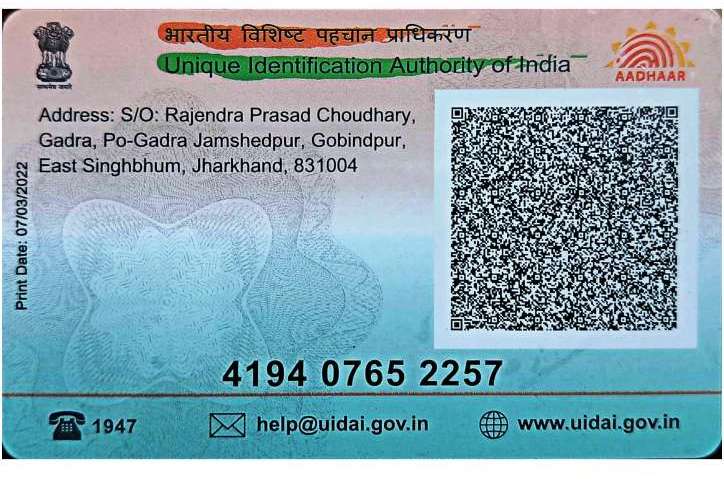 भारतीय विशिष्ट पहचान प्राधिकरण
Unique Identification Authority of India
AADHAAR
सत्यमेव जयते
Address: S/O: Rajendra Prasad Choudhary,
Gadra, Po-Gadra Jamshedpur, Gobindpur,
East Singhbhum, Jharkhand, 831004
Print Date: 07/03/2022
4194 0765 2257
1947
help@uidai.gov.in
www.uidai.gov.in